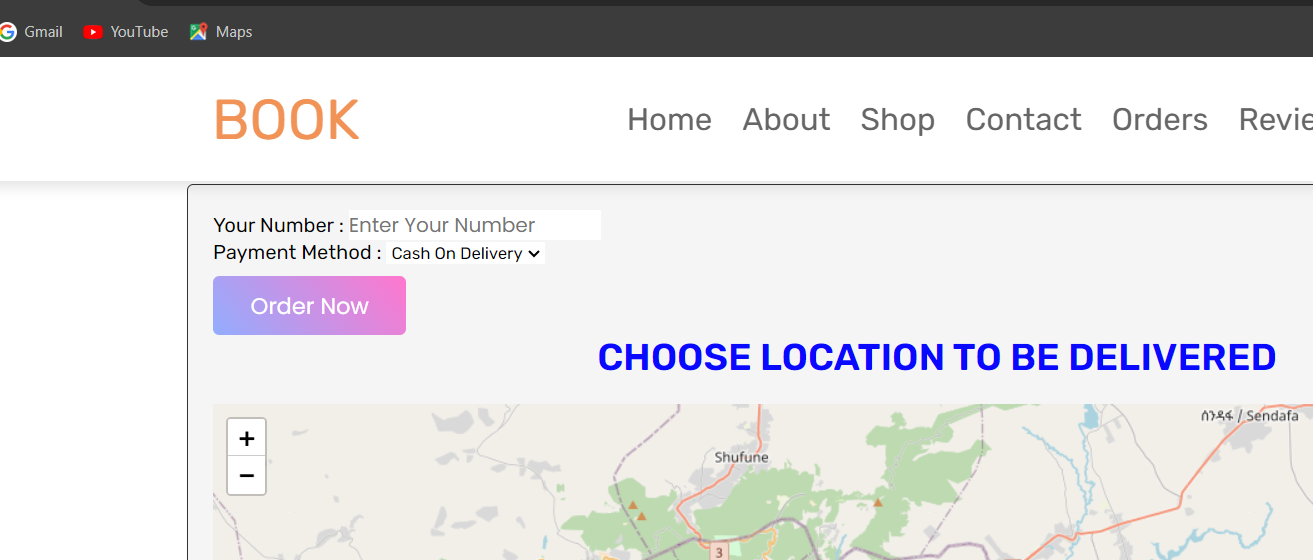 Gmail YouTube Maps
BOOK Home About Shop Contact Orders Revie
Your Number : Enter Your Number
Payment Method : Cash On Delivery
Order Now
CHOOSE LOCATION TO BE DELIVERED
+
−
ሰንዳፋ / Sendafa
Shufune
3